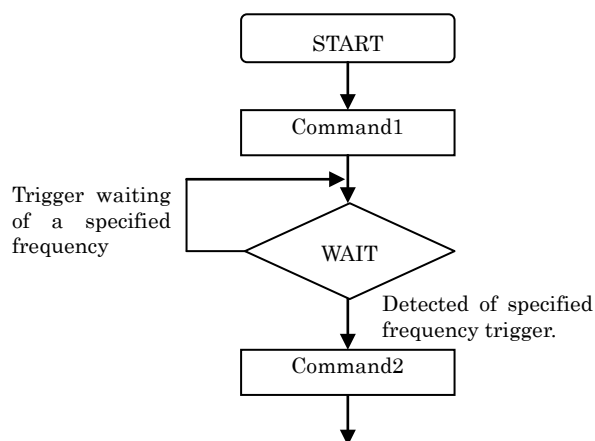 START
Command1
Trigger waiting
of a specified
frequency
WAIT
Detected of specified
frequency trigger.
Command2